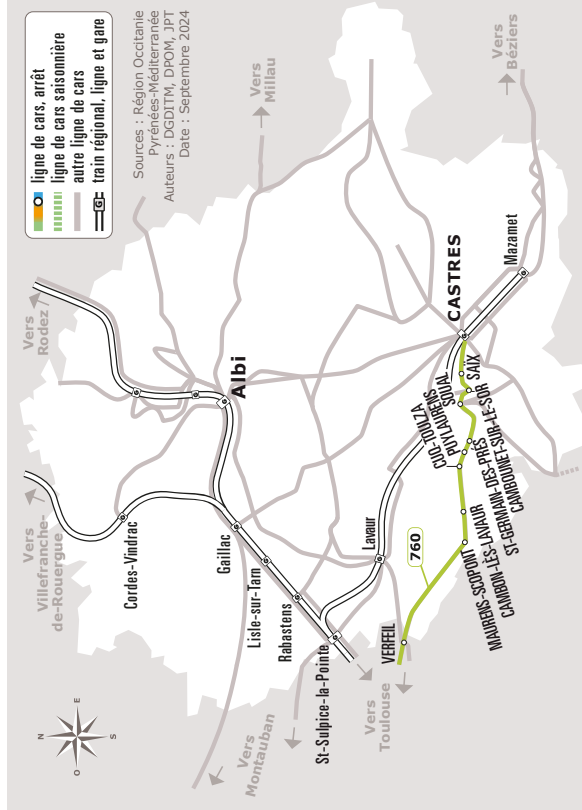 ligne de cars, arrêt
ligne de cars saisonnière
autre ligne de cars
G
train régional, ligne et gare
Sources : Région Occitanie
Pyrénées-Méditerranée
Auteurs : DGDITM, DPOM, JPT
Date : Septembre 2024
N
O
E
S
Vers
Villefranche-
de-Rouergue
Vers
Rodez
Vers
Millau
Vers
Béziers
Vers
Montauban
Vers
Toulouse
Cordes-Vindrac
Albi
Gaillac
Lisle-sur-Tarn
Rabastens
St-Sulpice-la-Pointe
Lavaur
CASTRES
Mazamet
760
VERFEIL
MAURENS-SCOPONT
CAMBON-LÈS-LAVAUR
CUQ-TOULZA
PUYLAURENS
ST-GERMAIN-DES-PRÉS
SOUAL
CAMBOUNET-SUR-LE-SOR
SAÏX